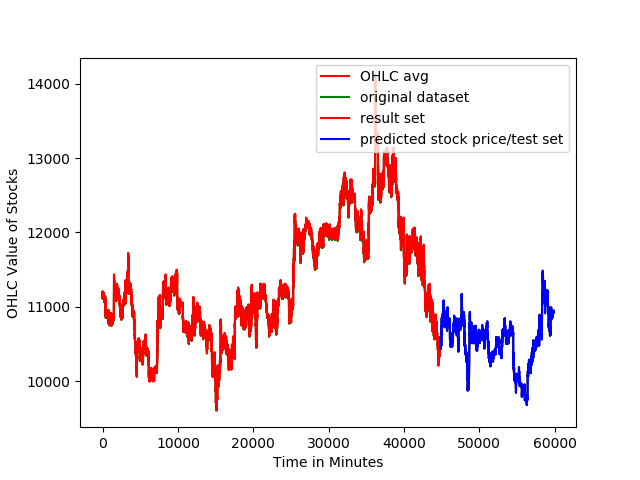 OHLC avg
original dataset
result set
predicted stock price/test set
14000
13000
12000
11000
10000
OHLC Value of Stocks
0 10000 20000 30000 40000 50000 60000
Time in Minutes